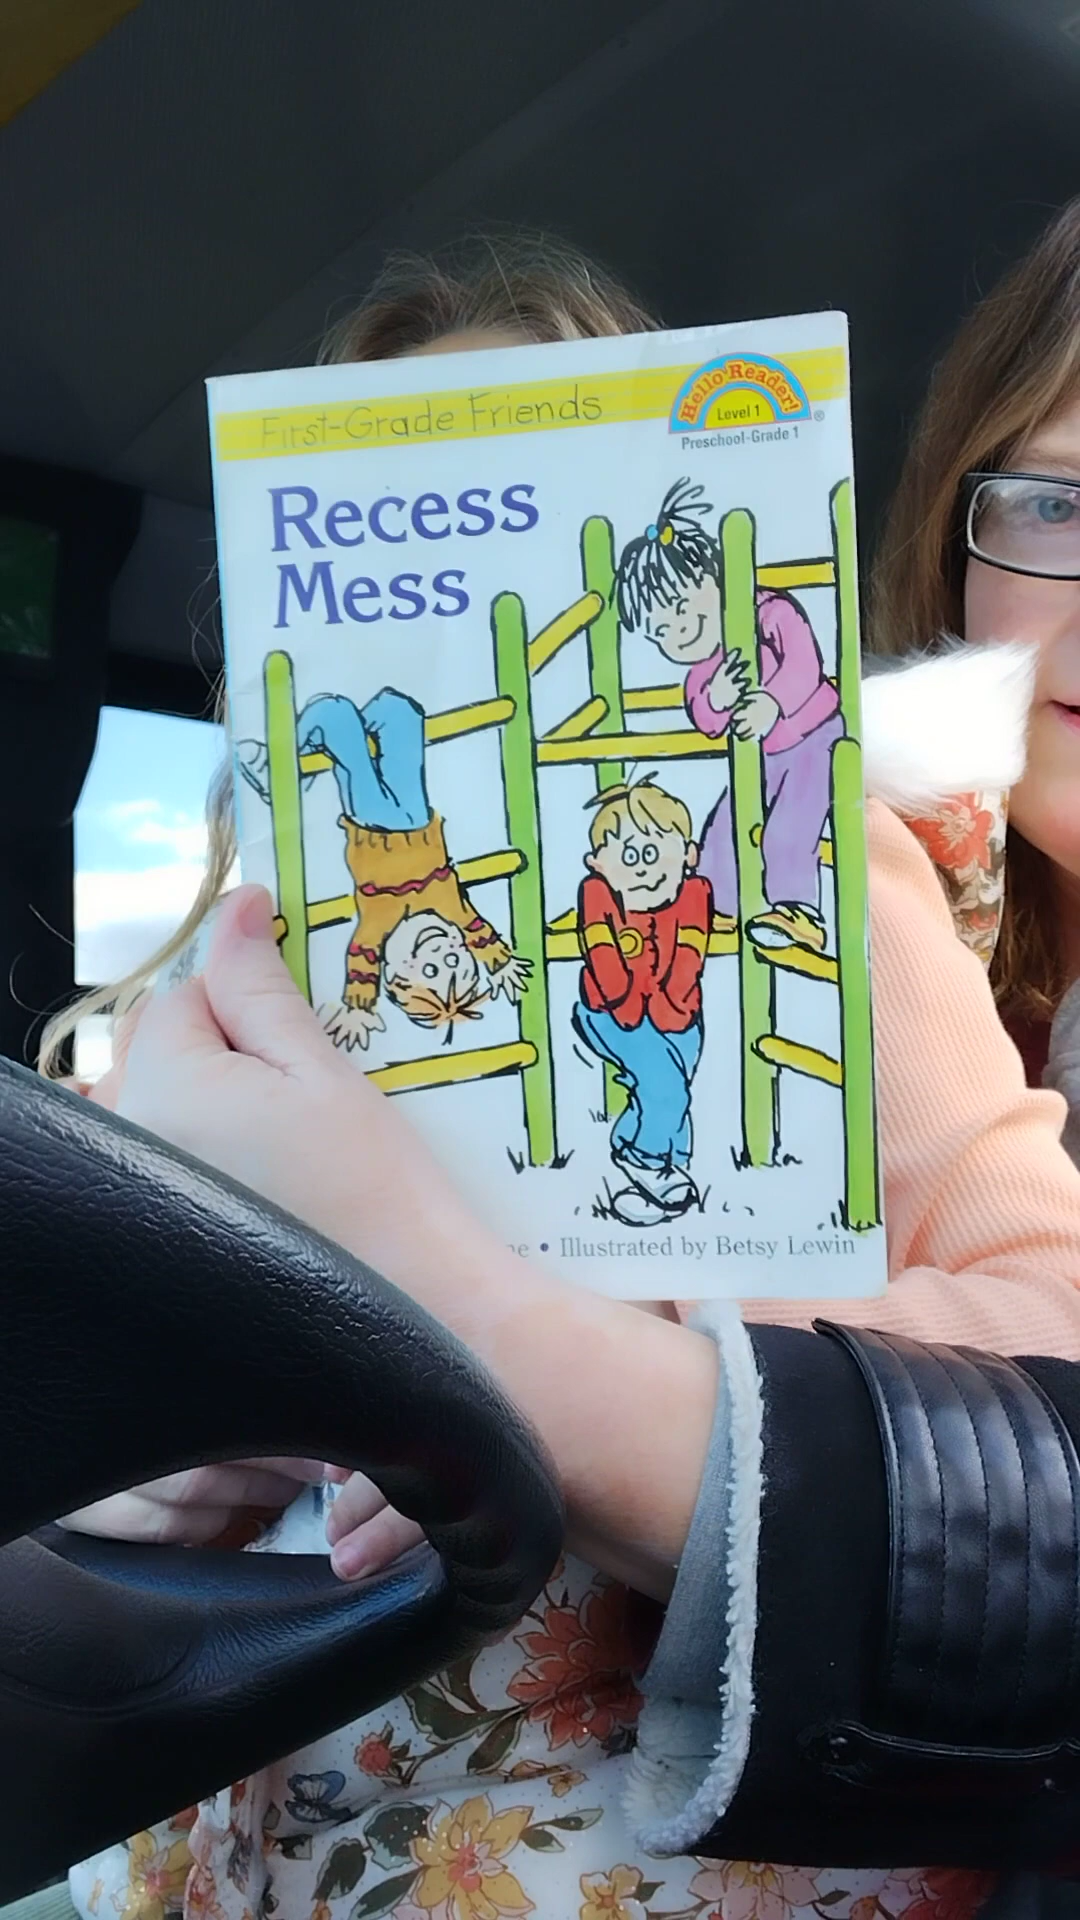 First-Grade Friends
Hello Reader!
Level 1
®
Preschool-Grade 1
Recess
Mess
• Illustrated by Betsy Lewin